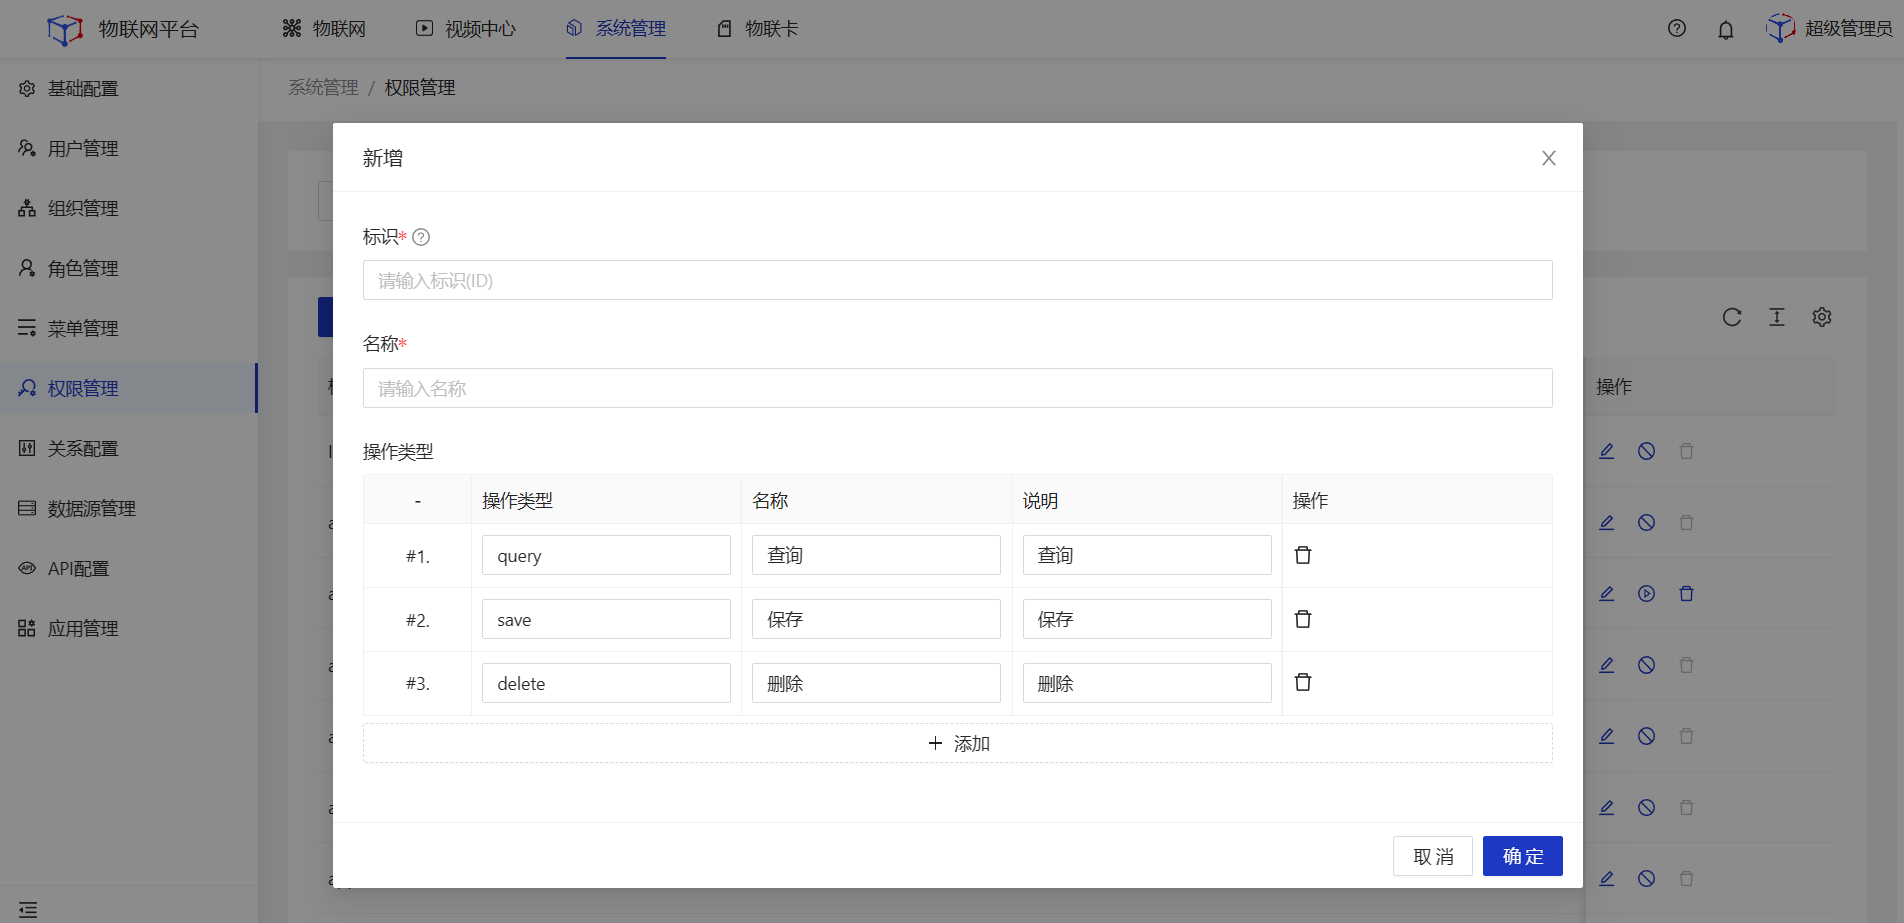 物联网平台
物联网
视频中心
系统管理
物联卡
超级管理员
基础配置
用户管理
组织管理
角色管理
菜单管理
权限管理
关系配置
数据源管理
API配置
应用管理
系统管理 / 权限管理
新增
标识*
请输入标识(ID)
名称*
请输入名称
操作类型
- 操作类型 名称 说明 操作
#1. query 查询 查询
#2. save 保存 保存
#3. delete 删除 删除
+ 添加
取 消
确 定
操作